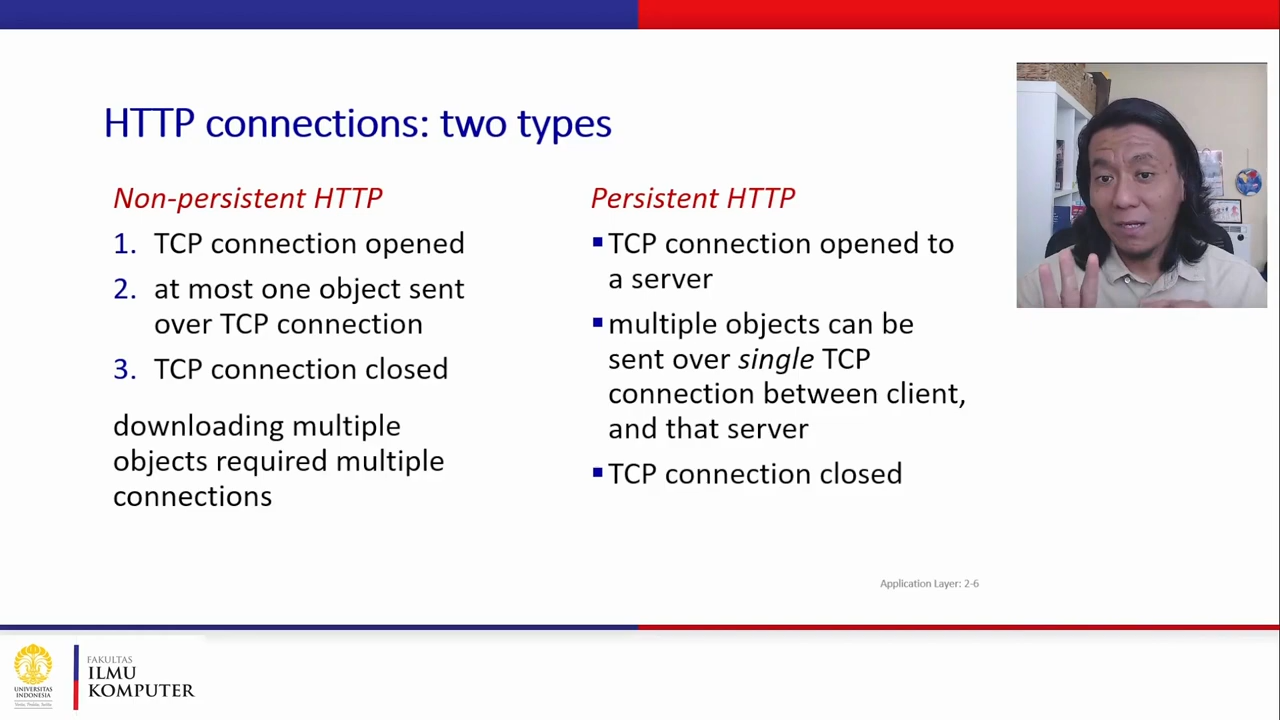 HTTP connections: two types
Non-persistent HTTP
1. TCP connection opened
2. at most one object sent
over TCP connection
3. TCP connection closed
downloading multiple
objects required multiple
connections
Persistent HTTP
▪TCP connection opened to
a server
▪multiple objects can be
sent over single TCP
connection between client,
and that server
▪TCP connection closed
Application Layer: 2-6
UNIVERSITAS
INDONESIA
FAKULTAS
ILMU
KOMPUTER